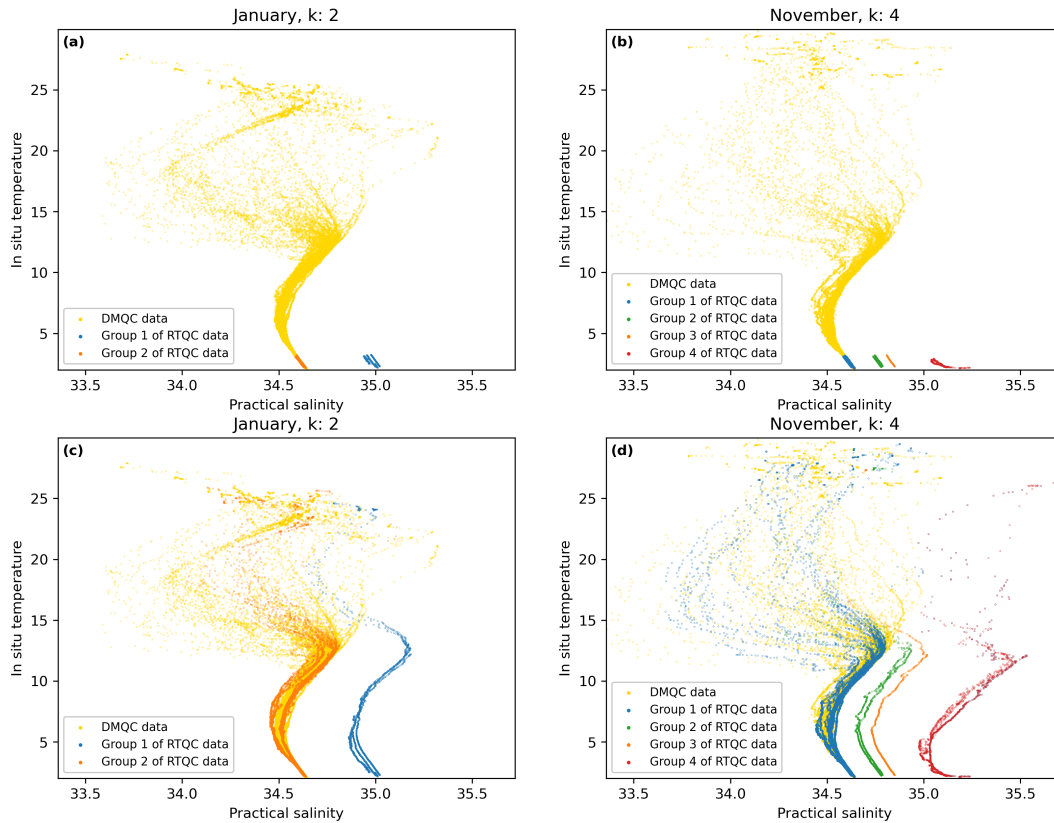 January, k: 2
(a)
In situ temperature
25
20
15
10
5
DMQC data
Group 1 of RTQC data
Group 2 of RTQC data
33.5 34.0 34.5 35.0 35.5
Practical salinity
November, k: 4
(b)
In situ temperature
25
20
15
10
5
DMQC data
Group 1 of RTQC data
Group 2 of RTQC data
Group 3 of RTQC data
Group 4 of RTQC data
33.5 34.0 34.5 35.0 35.5
Practical salinity
January, k: 2
(c)
In situ temperature
25
20
15
10
5
DMQC data
Group 1 of RTQC data
Group 2 of RTQC data
33.5 34.0 34.5 35.0 35.5
Practical salinity
November, k: 4
(d)
In situ temperature
25
20
15
10
5
DMQC data
Group 1 of RTQC data
Group 2 of RTQC data
Group 3 of RTQC data
Group 4 of RTQC data
33.5 34.0 34.5 35.0 35.5
Practical salinity